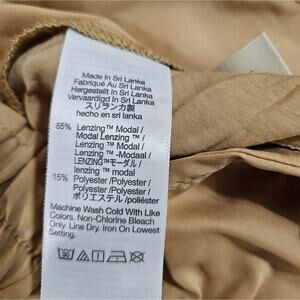 Made In Sri Lanka
Fabriqué Au Sri Lanka
Hergestellt In Sri Lanka
Vervaardigd In Sri Lanka
スリランカ製
hecho en sri lanka
85% Lenzing™ Modal /
Modal Lenzing™ /
Lenzing™ Modal/
Lenzing™ -Modaal /
LENZING™モーダル /
lenzing™ modal
15% Polyester /Polyester /
Polyester / Polyester /
ポリエステル /poliéster
Machine Wash Cold With Like
Colors. Non-Chlorine Bleach
Only. Line Dry. Iron On Lowest
Setting.